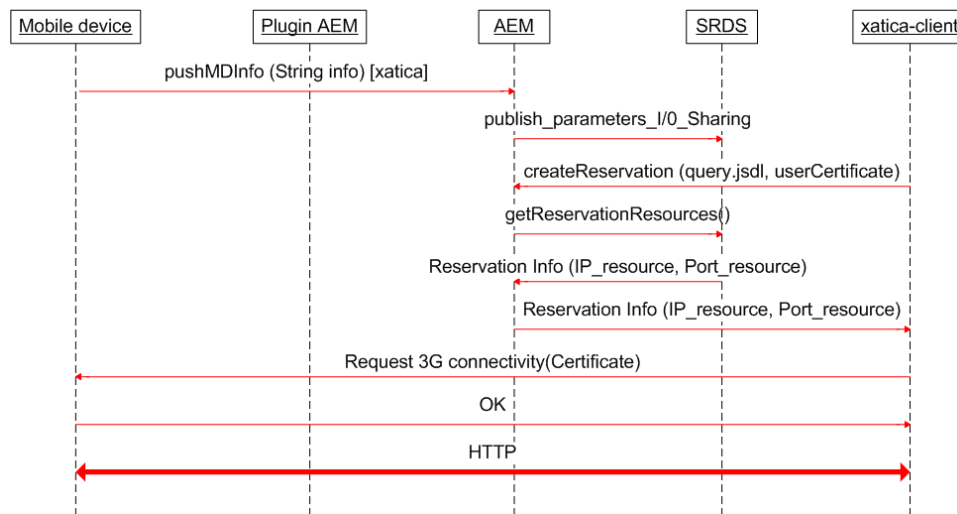 Mobile device
Plugin AEM
AEM
SRDS
xatica-client
pushMDInfo (String info) [xatica]
publish_parameters_I/0_Sharing
createReservation (query.jsdl, userCertificate)
getReservationResources()
Reservation Info (IP_resource, Port_resource)
Reservation Info (IP_resource, Port_resource)
Request 3G connectivity(Certificate)
OK
HTTP